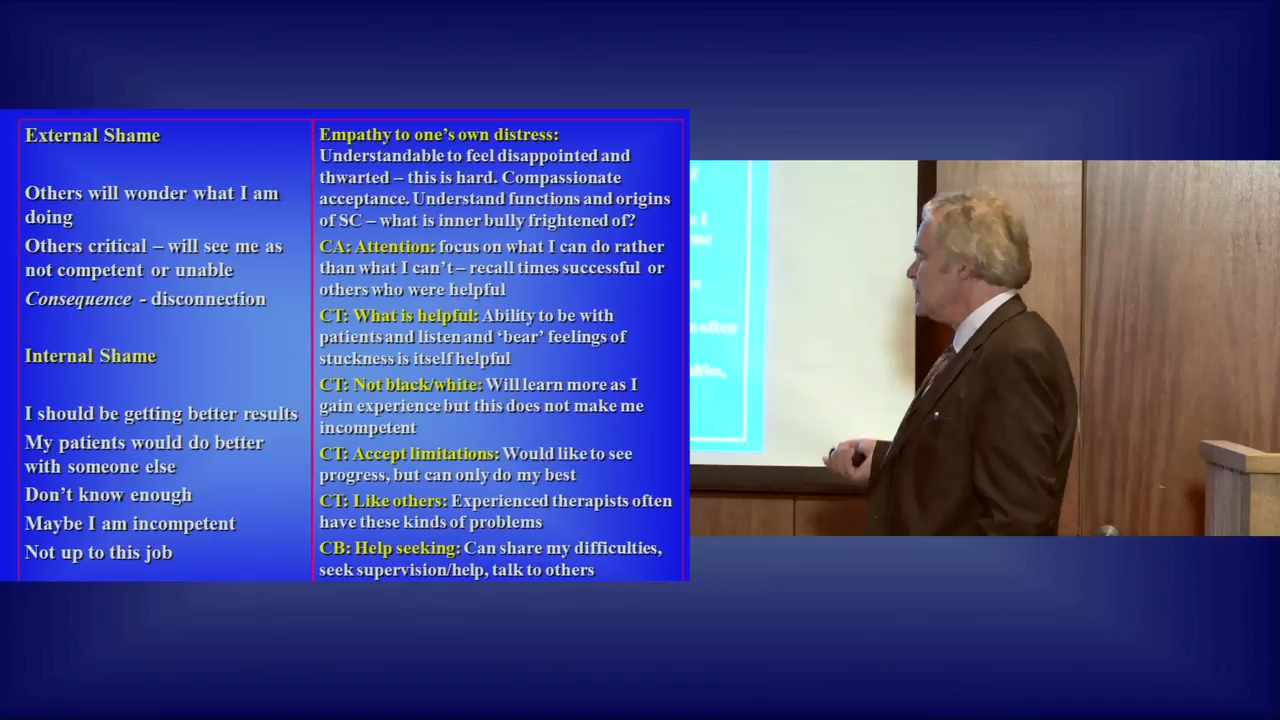 External Shame
Others will wonder what I am
doing
Others critical – will see me as
not competent or unable
Consequence - disconnection
Internal Shame
I should be getting better results
My patients would do better
with someone else
Don’t know enough
Maybe I am incompetent
Not up to this job
Empathy to one’s own distress:
Understandable to feel disappointed and
thwarted – this is hard. Compassionate
acceptance. Understand functions and origins
of SC – what is inner bully frightened of?
CA: Attention: focus on what I can do rather
than what I can’t – recall times successful or
others who were helpful
CT: What is helpful: Ability to be with
patients and listen and ‘bear’ feelings of
stuckness is itself helpful
CT: Not black/white: Will learn more as I
gain experience but this does not make me
incompetent
CT: Accept limitations: Would like to see
progress, but can only do my best
CT: Like others: Experienced therapists often
have these kinds of problems
CB: Help seeking: Can share my difficulties,
seek supervision/help, talk to others